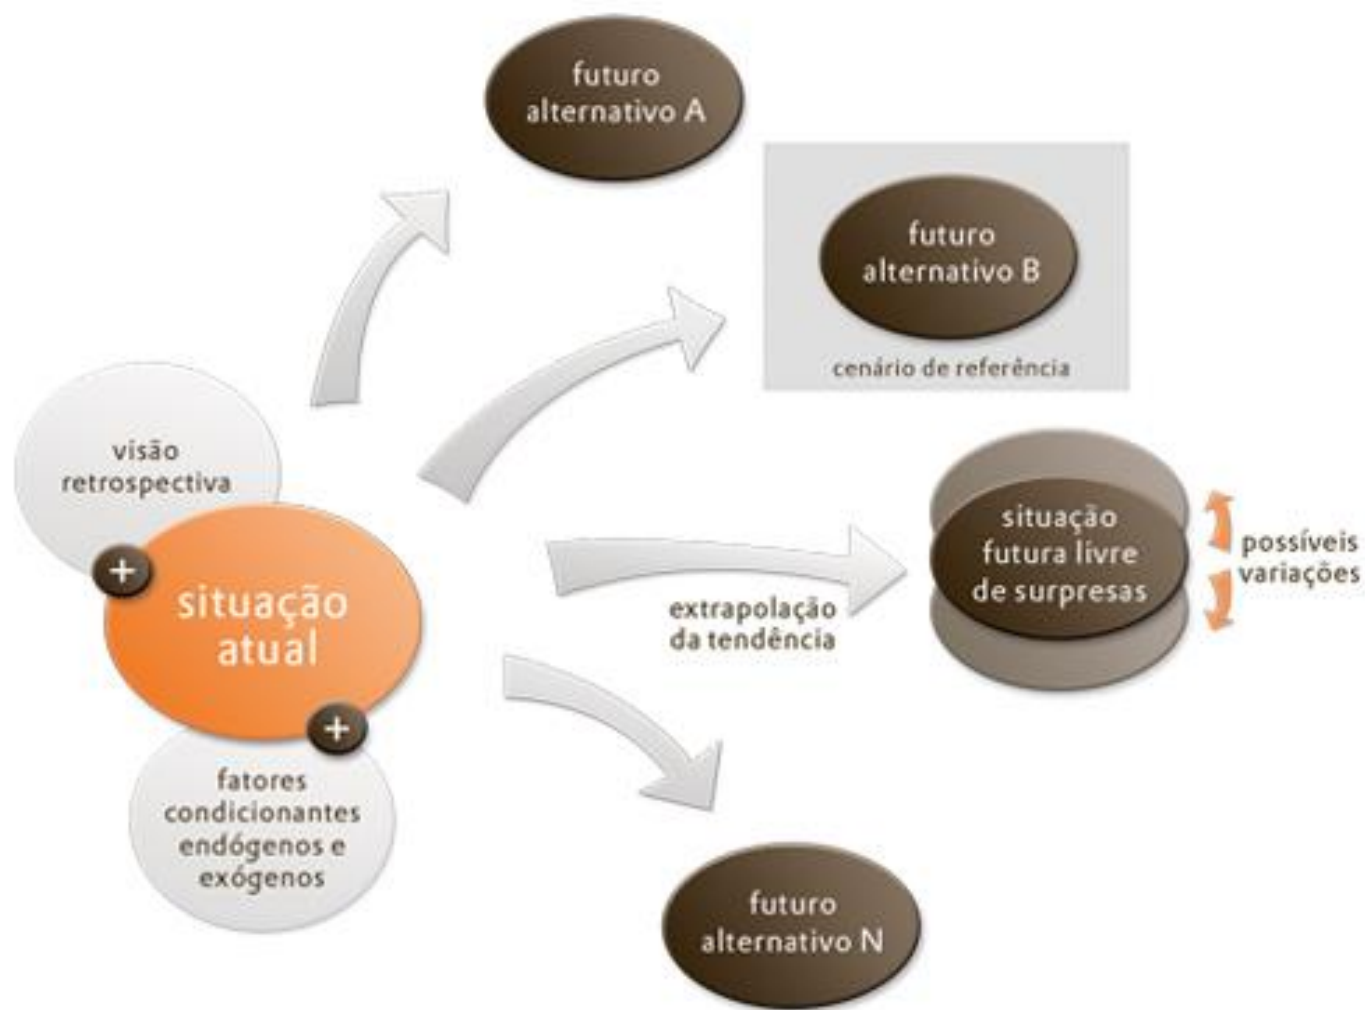 futuro
alternativo A
futuro
alternativo B
cenário de referência
visão
retrospectiva
+
situação
atual
+
fatores
condicionantes
endógenos e
exógenos
extrapolação
da tendência
situação
futura livre
de surpresas
possíveis
variações
futuro
alternativo N